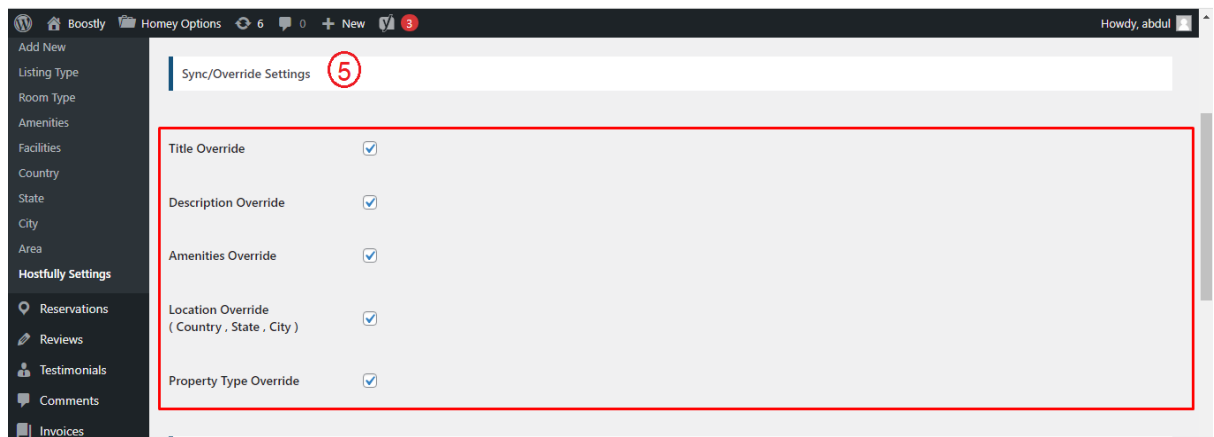 Boostly Homey Options 6 0 New 3 Howdy, abdul
Add New
Listing Type
Room Type
Amenities
Facilities
Country
State
City
Area
Hostfully Settings
Reservations
Reviews
Testimonials
Comments
Invoices
Sync/Override Settings 5
Title Override
Description Override
Amenities Override
Location Override
( Country , State , City )
Property Type Override